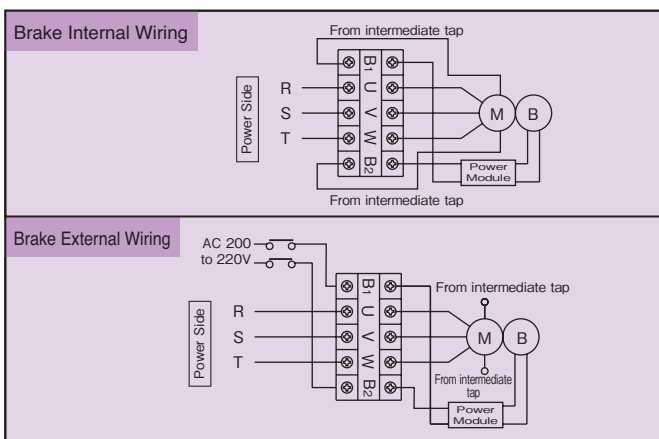 Brake Internal Wiring
From intermediate tap
Power Side
R
S
T
B1
U
V
W
B2
M
B
Power
Module
From intermediate tap
Brake External Wiring
AC 200
to 220V
Power Side
R
S
T
B1
U
V
W
B2
From intermediate tap
M
B
From intermediate
tap
Power
Module